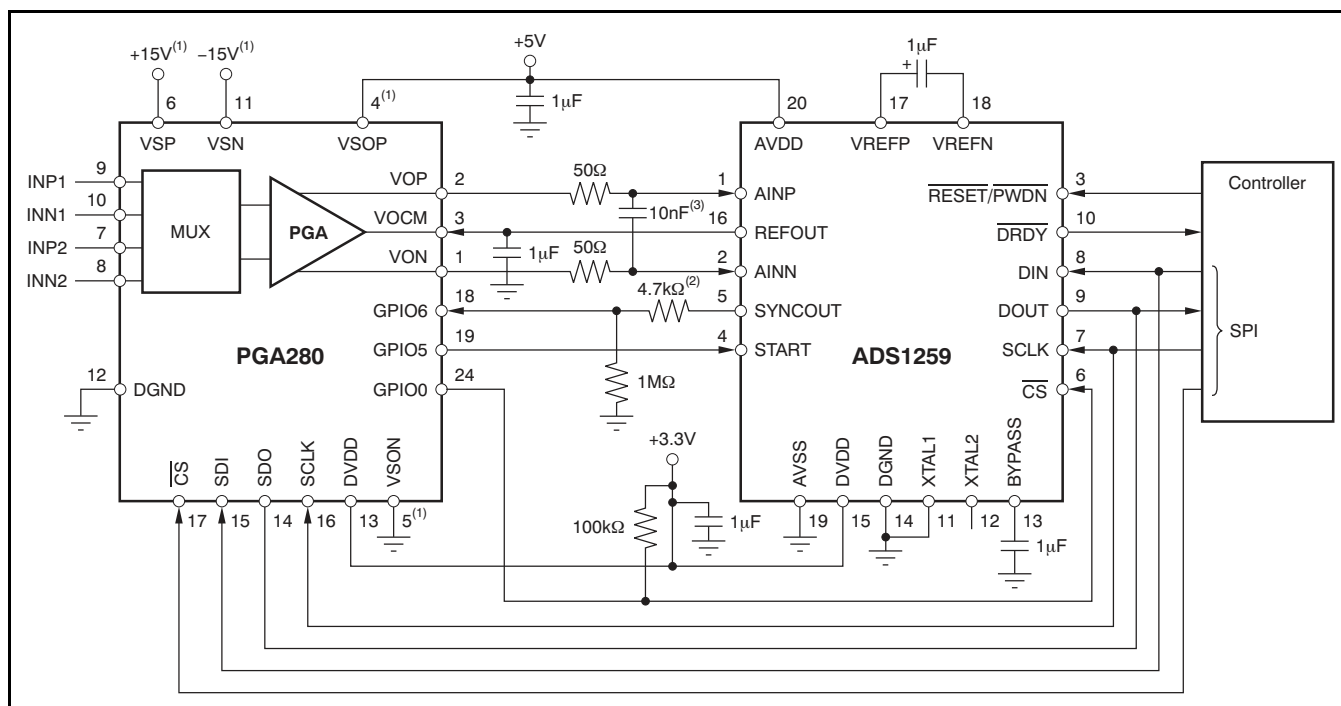 +15V(1)
−15V(1)
+5V
1μF
+
6
11
4(1)
1μF
20
17
18
VSP
VSN
VSOP
AVDD
VREFP
VREFN
INP1
9
INN1
10
INP2
7
INN2
8
MUX
PGA
VOP
2
50Ω
1
AINP
VOCM
3
1μF
10nF(3)
16
REFOUT
VON
1
50Ω
2
AINN
GPIO6
18
4.7kΩ(2)
5
SYNCOUT
GPIO5
19
4
START
GPIO0
24
1MΩ
PGA280
ADS1259
12
DGND
RESET/PWDN
3
DRDY
10
DIN
8
DOUT
9
SCLK
7
CS
6
Controller
SPI
+3.3V
100kΩ
1μF
CS
SDI
SDO
SCLK
DVDD
VSON
17
15
14
16
13
5(1)
AVSS
DVDD
DGND
XTAL1
XTAL2
BYPASS
19
15
14
11
12
13
1μF